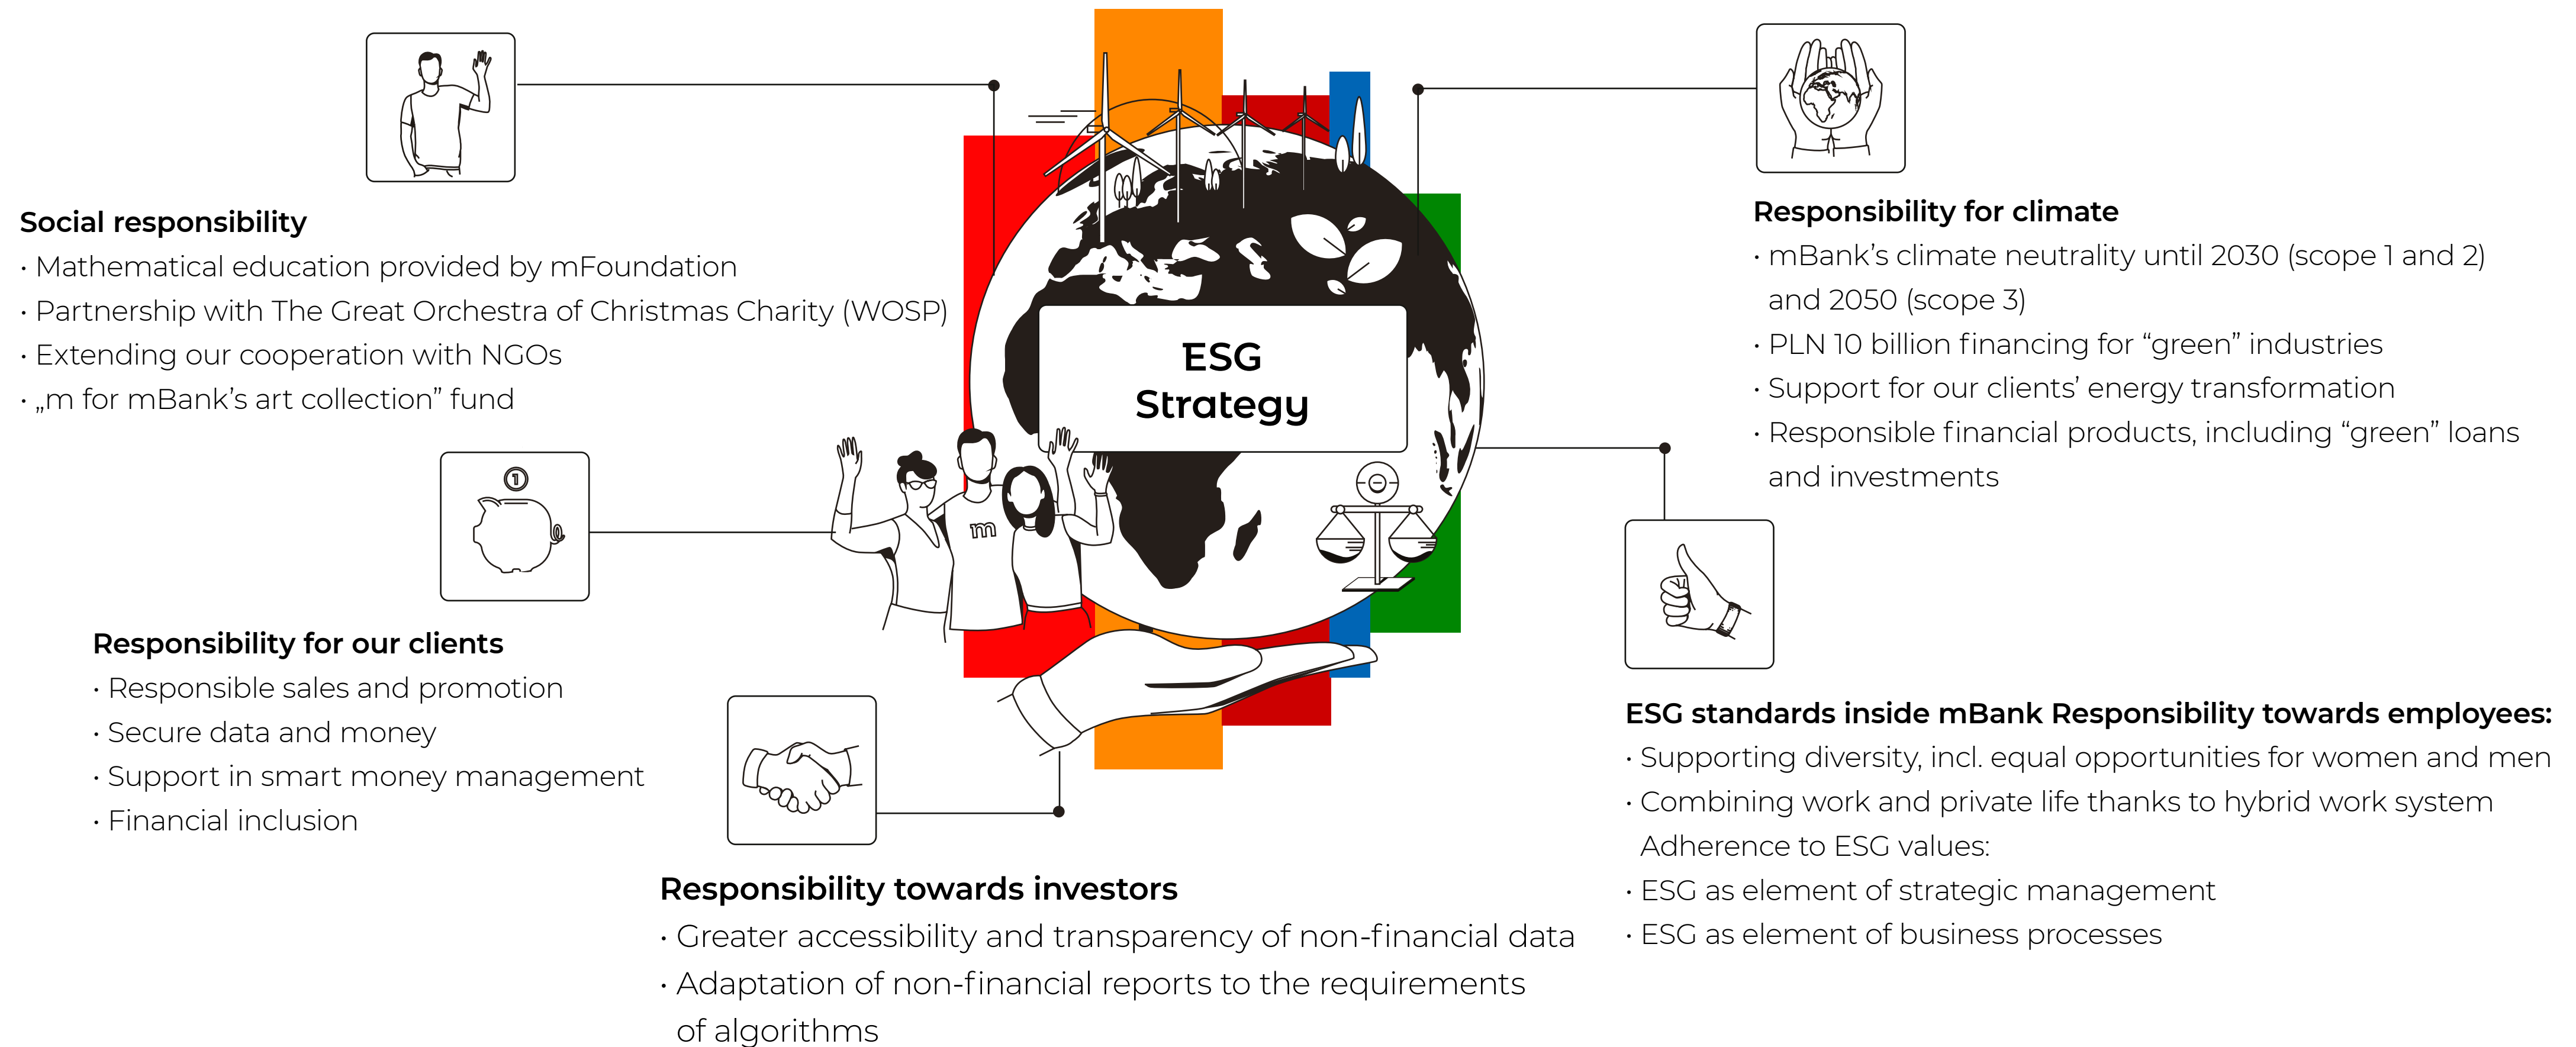 Social responsibility
· Mathematical education provided by mFoundation
· Partnership with The Great Orchestra of Christmas Charity (WOSP)
· Extending our cooperation with NGOs
· „m for mBank’s art collection” fund
1
Responsibility for our clients
· Responsible sales and promotion
· Secure data and money
· Support in smart money management
· Financial inclusion
ESG
Strategy
m
Responsibility towards investors
· Greater accessibility and transparency of non-financial data
· Adaptation of non-financial reports to the requirements
of algorithms
Responsibility for climate
· mBank’s climate neutrality until 2030 (scope 1 and 2)
and 2050 (scope 3)
· PLN 10 billion financing for “green” industries
· Support for our clients’ energy transformation
· Responsible financial products, including “green” loans
and investments
ESG standards inside mBank Responsibility towards employees:
· Supporting diversity, incl. equal opportunities for women and men
· Combining work and private life thanks to hybrid work system
Adherence to ESG values:
· ESG as element of strategic management
· ESG as element of business processes